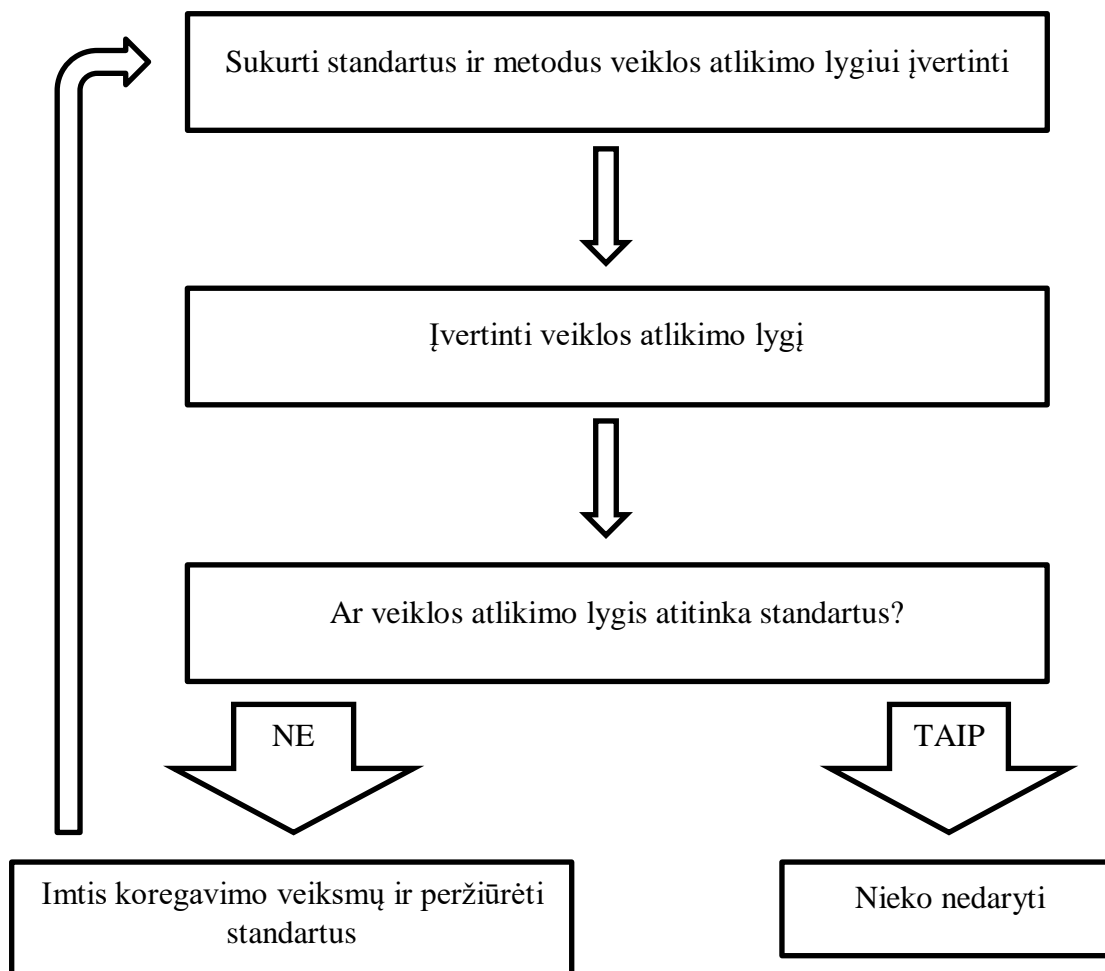 Sukurti standartus ir metodus veiklos atlikimo lygiui įvertinti
Įvertinti veiklos atlikimo lygį
Ar veiklos atlikimo lygis atitinka standartus?
NE
TAIP
Imtis koregavimo veiksmų ir peržiūrėti
standartus
Nieko nedaryti